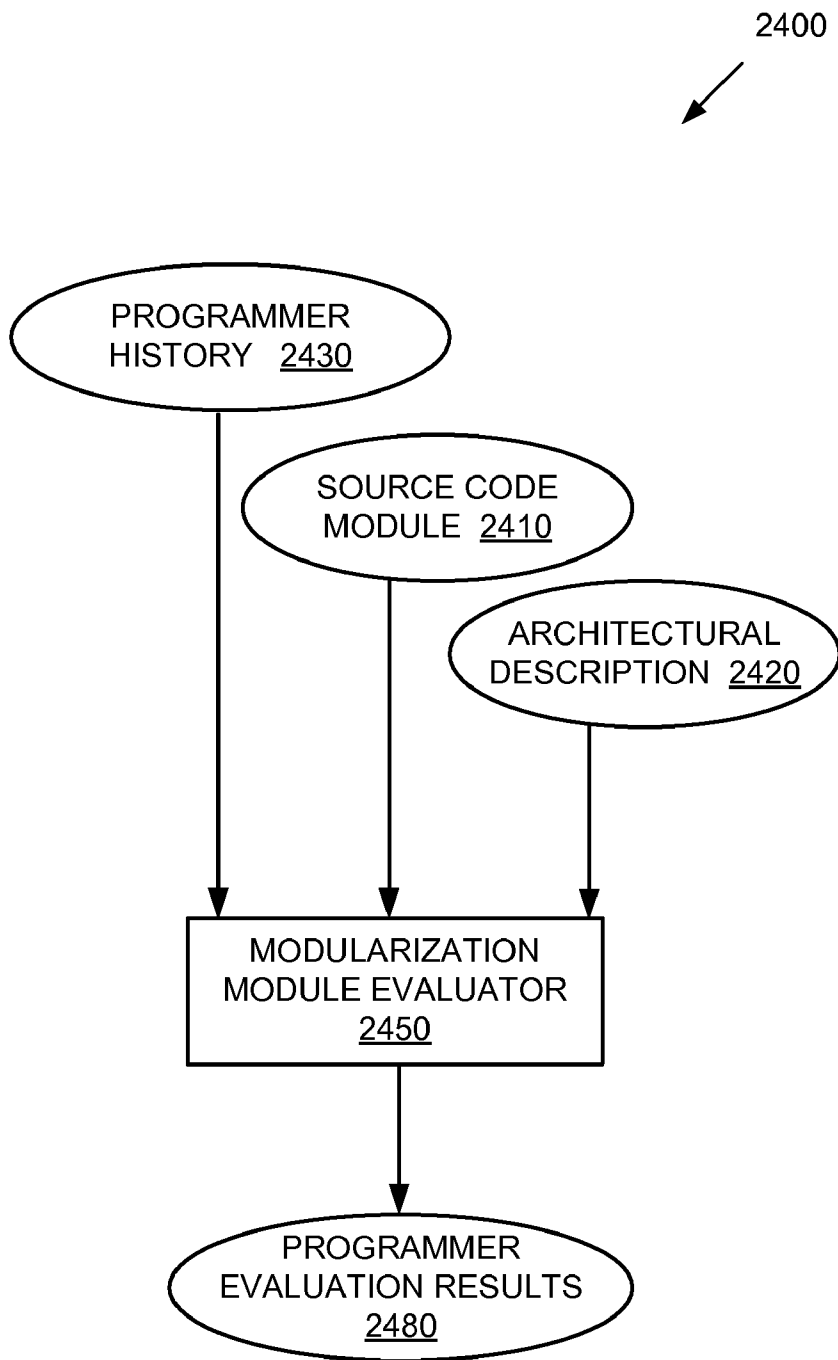 2400
PROGRAMMER
HISTORY 2430
SOURCE CODE
MODULE 2410
ARCHITECTURAL
DESCRIPTION 2420
MODULARIZATION
MODULE EVALUATOR
2450
PROGRAMMER
EVALUATION RESULTS
2480